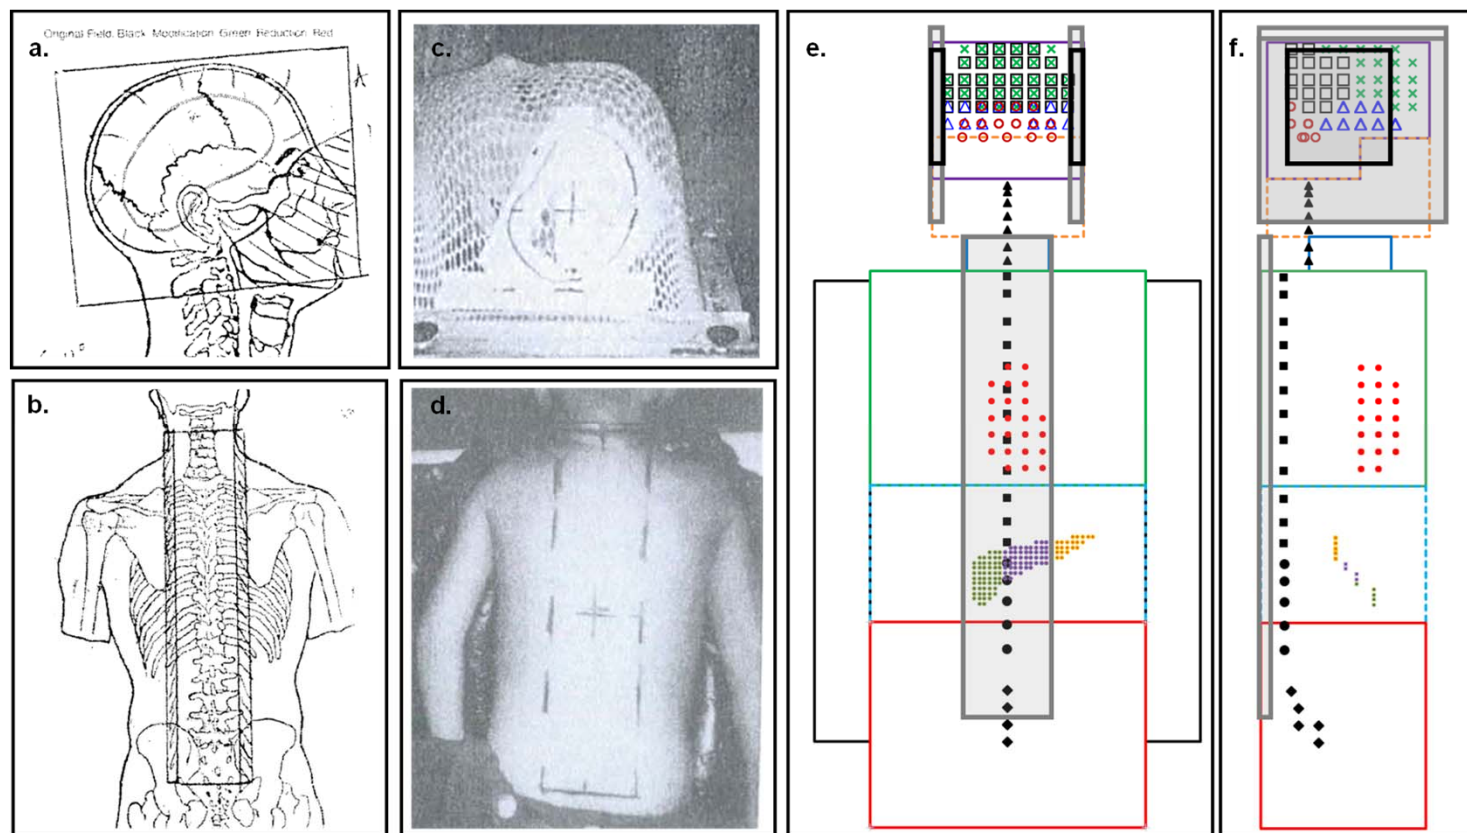 Original Field. Black Modification Green Reduction Red
a.
A
b.
c.
d.
e.
f.